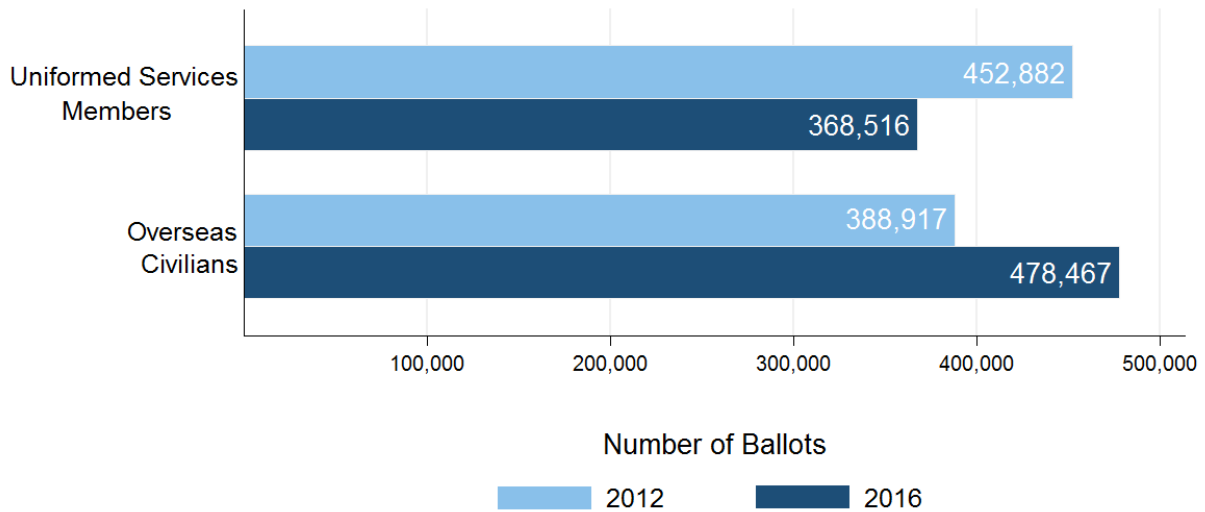 Uniformed Services
Members
452,882
368,516
Overseas
Civilians
388,917
478,467
100,000 200,000 300,000 400,000 500,000
Number of Ballots
2012 2016